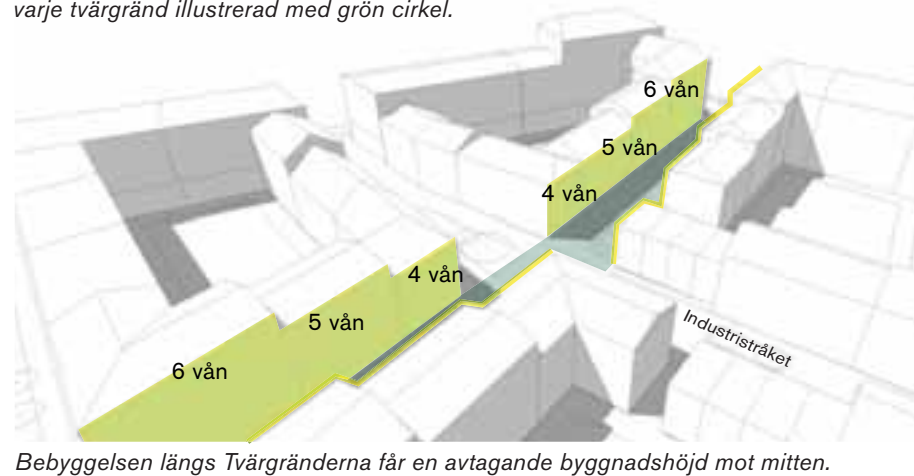 varje tvärgränd illustrerad med grön cirkel.
6 vån
5 vån
4 vån
4 vån
5 vån
6 vån
Industristråket
Bebyggelsen längs Tvärgränderna får en avtagande byggnadshöjd mot mitten.